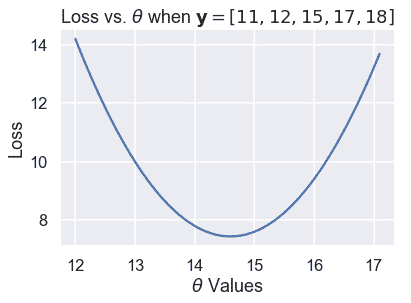 Loss vs. θ when y = [11, 12, 15, 17, 18]
14
12
10
8
Loss
12 13 14 15 16 17
θ Values